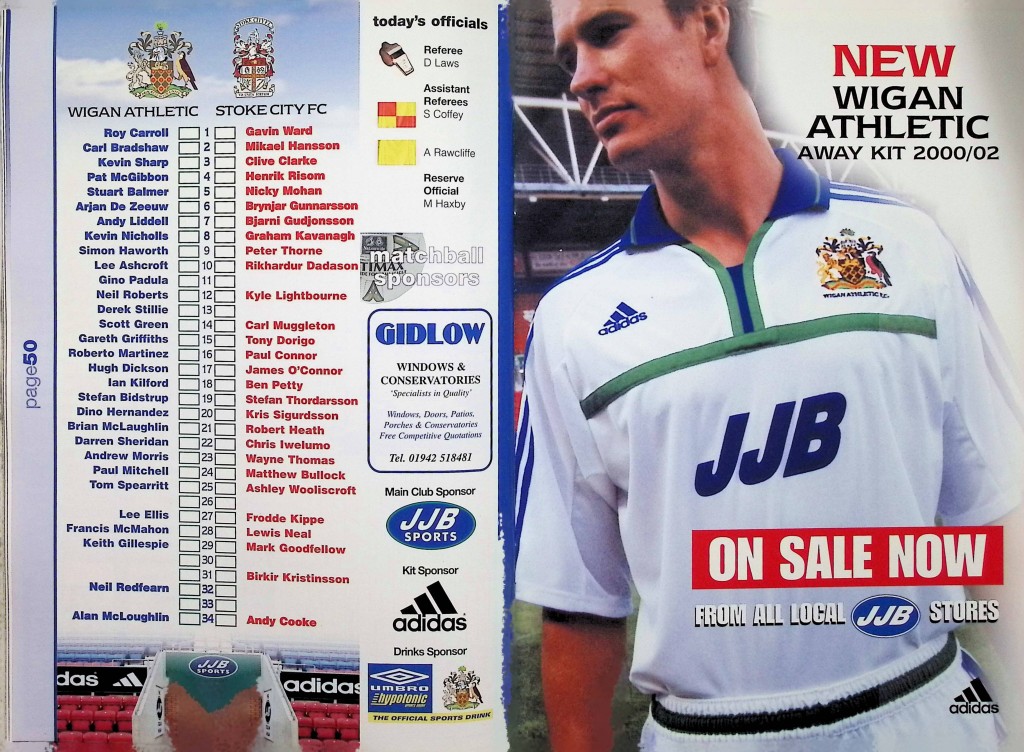 page50
WIGAN ATHLETIC STOKE CITY FC
Roy Carroll 1 Gavin Ward
Carl Bradshaw 2 Mikael Hansson
Kevin Sharp 3 Clive Clarke
Pat McGibbon 4 Henrik Risom
Stuart Balmer 5 Nicky Mohan
Arjan De Zeeuw 6 Brynjar Gunnarsson
Andy Liddell 7 Bjarni Gudjonsson
Kevin Nicholls 8 Graham Kavanagh
Simon Haworth 9 Peter Thorne
Lee Ashcroft 10 Rikhardur Dadason
Gino Padula 11
Neil Roberts 12 Kyle Lightbourne
Derek Stillie 13
Scott Green 14 Carl Muggleton
Gareth Griffiths 15 Tony Dorigo
Roberto Martinez 16 Paul Connor
Hugh Dickson 17 James O'Connor
Ian Kilford 18 Ben Petty
Stefan Bidstrup 19 Stefan Thordarsson
Dino Hernandez 20 Kris Sigurdsson
Brian McLaughlin 21 Robert Heath
Darren Sheridan 22 Chris Iwelumo
Andrew Morris 23 Wayne Thomas
Paul Mitchell 24 Matthew Bullock
Tom Spearritt 25 Ashley Wooliscroft
26
Lee Ellis 27 Frodde Kippe
Francis McMahon 28 Lewis Neal
Keith Gillespie 29 Mark Goodfellow
30
31 Birkir Kristinsson
Neil Redfearn 32
33
Alan McLoughlin 34 Andy Cooke
das
JJB
SPORTS
adidas
today's officials
Referee
D Laws
Assistant
Referees
S Coffey
A Rawcliffe
Reserve
Official
M Haxby
matchball
TIMAX
sponsors
GIDLOW
WINDOWS &
CONSERVATORIES
'Specialists in Quality'
Windows, Doors, Patios,
Porches & Conservatories
Free Competitive Quotations
Tel. 01942 518481
Main Club Sponsor
JJB
SPORTS
Kit Sponsor
adidas
Drinks Sponsor
UMBRO
hypotonic
THE OFFICIAL SPORTS DRINK
NEW
WIGAN
ATHLETIC
AWAY KIT 2000/02
WIGAN ATHLETIC F.C.
adidas
JJB
ON SALE NOW
FROM ALL LOCAL JJB STORES
adidas